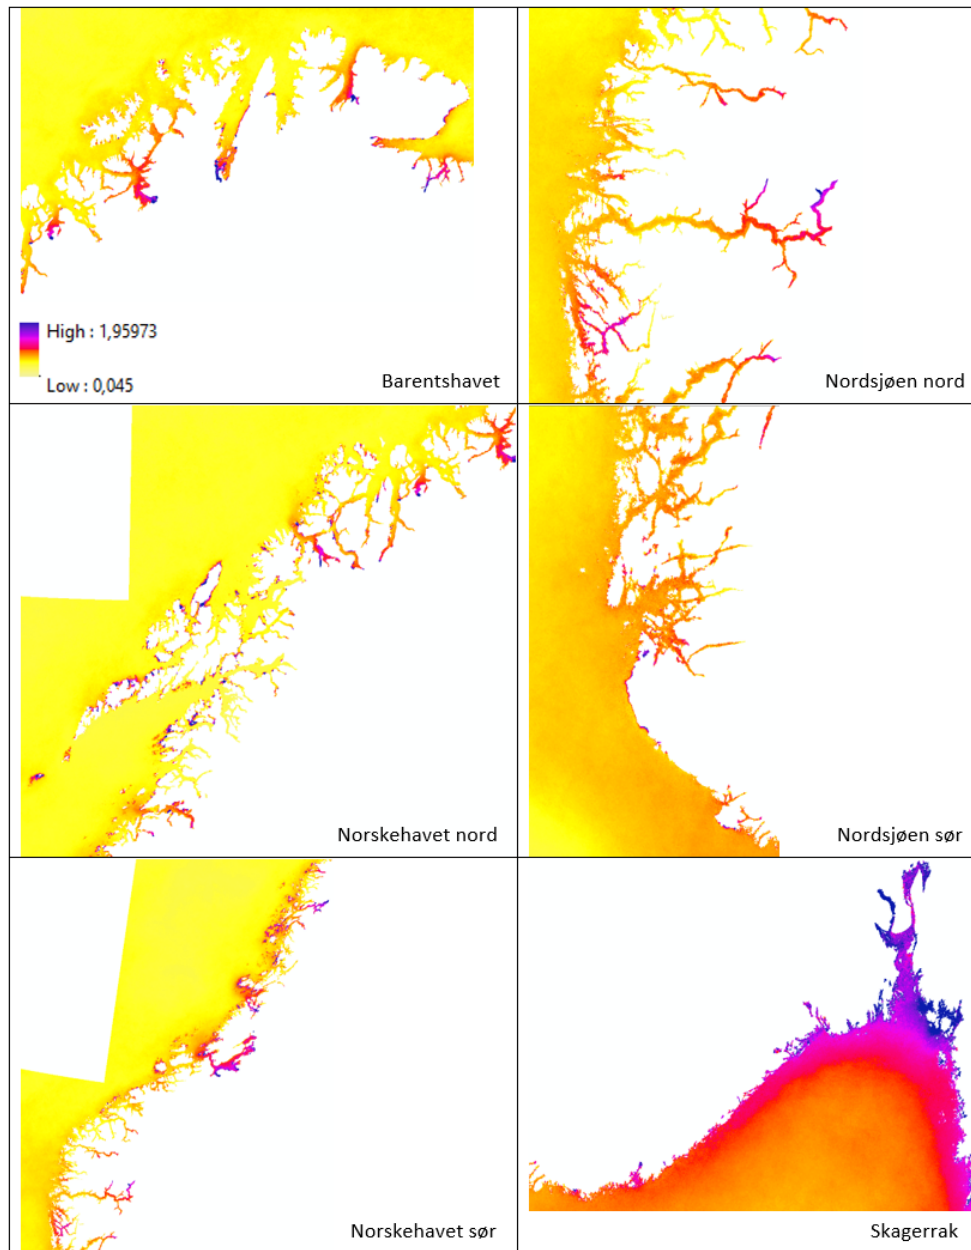 High : 1,95973
Low : 0,045
Barentshavet
Nordsjøen nord
Norskehavet nord
Nordsjøen sør
Norskehavet sør
Skagerrak